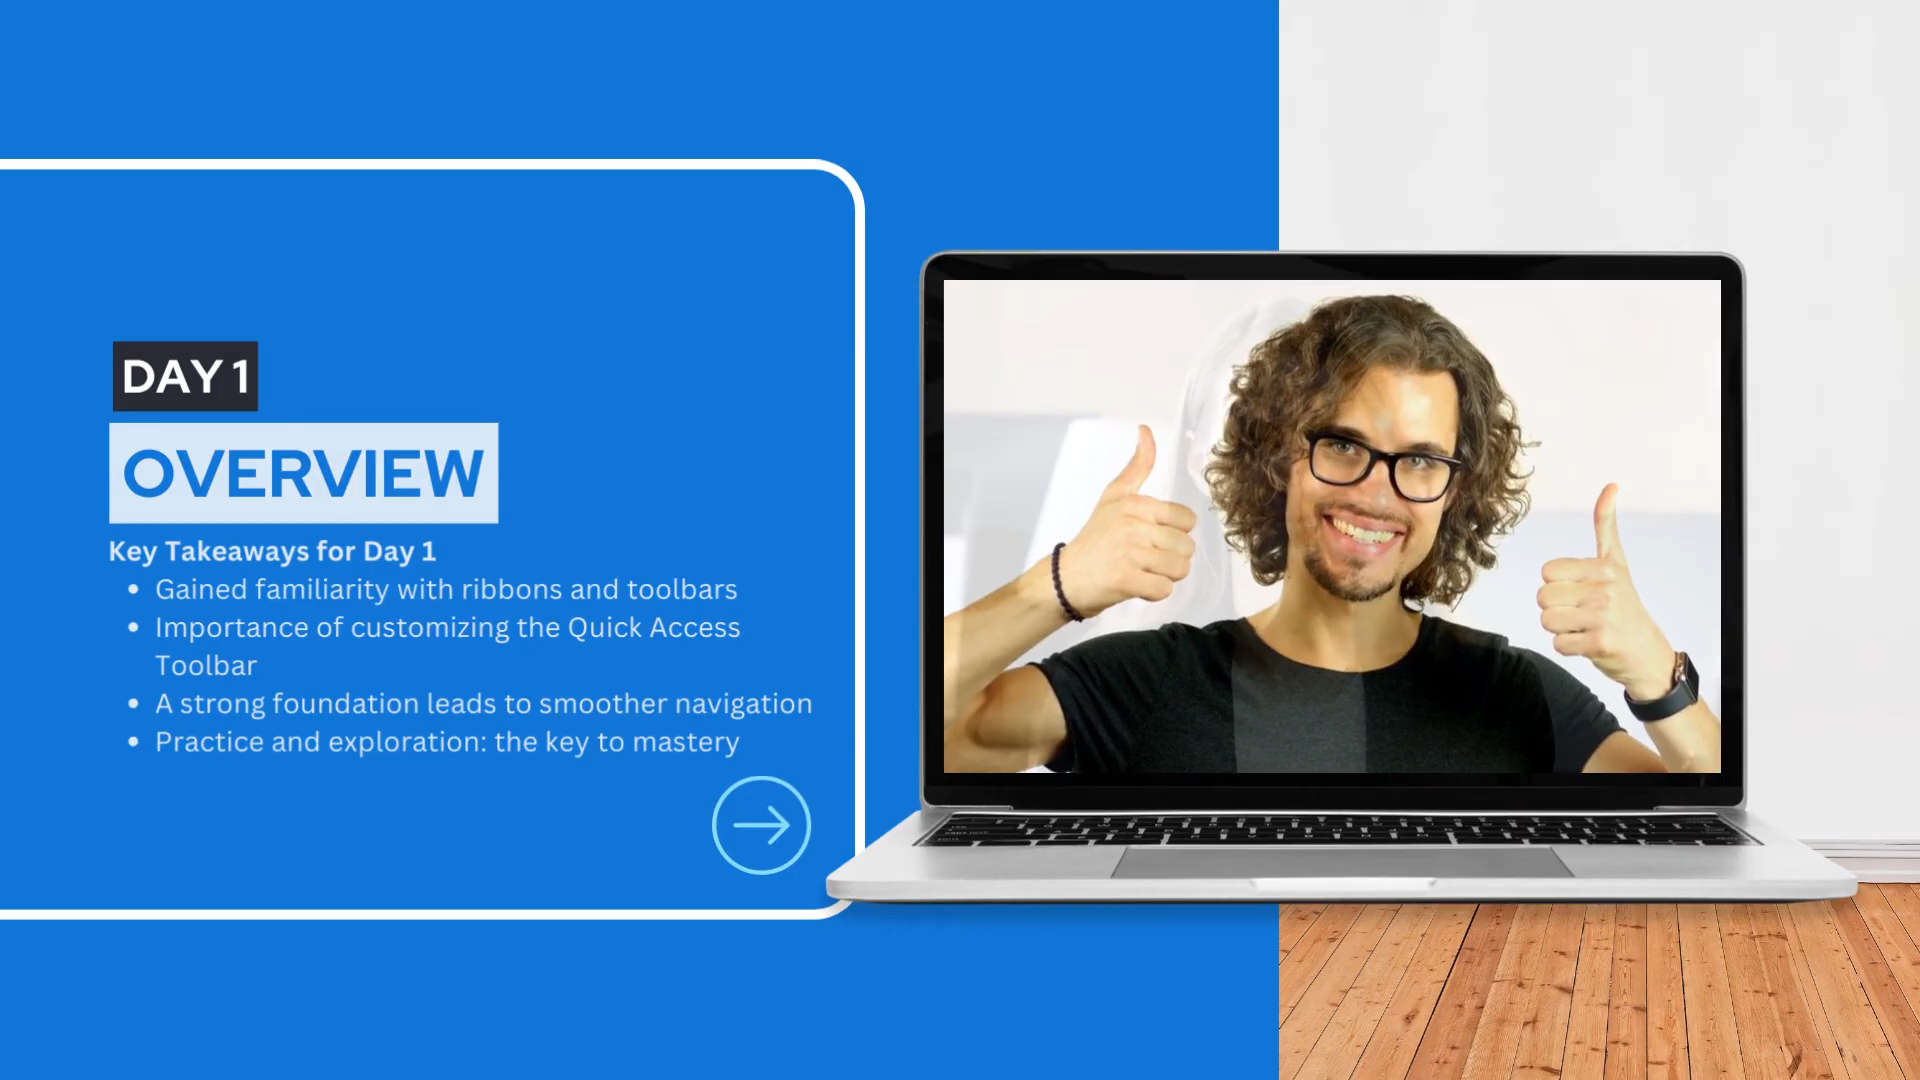 DAY 1
OVERVIEW
Key Takeaways for Day 1
• Gained familiarity with ribbons and toolbars
• Importance of customizing the Quick Access
Toolbar
• A strong foundation leads to smoother navigation
• Practice and exploration: the key to mastery